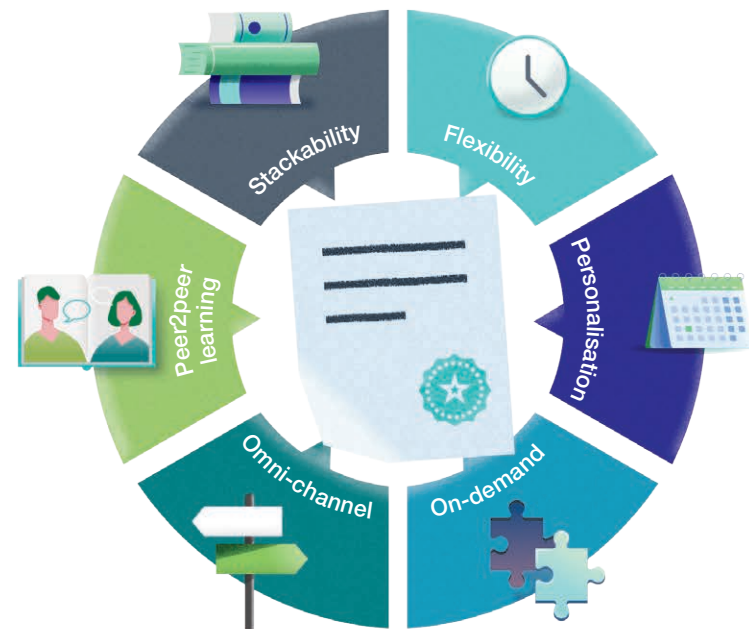 Stackability
Flexibility
Personalisation
On-demand
Omni-channel
Peer2peer
learning